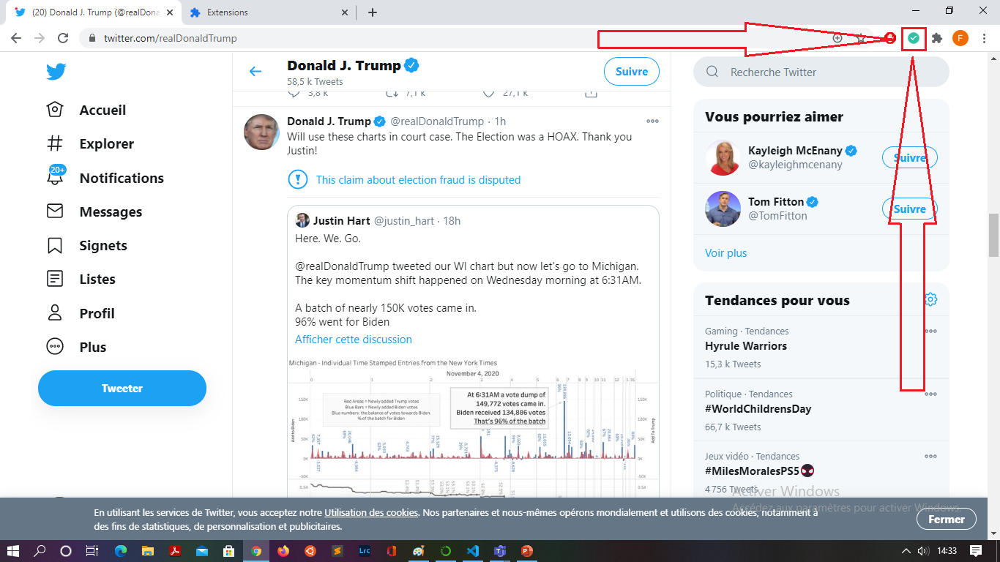 (20) Donald J. Trump (@realDona
Extensions
twitter.com/realDonaldTrump
F
Donald J. Trump
58,5 k Tweets
Suivre
Recherche Twitter
3,8 k 7,1 k 27,1 k
Accueil
Explorer
20+
Notifications
Messages
Signets
Listes
Profil
Plus
Tweeter
Donald J. Trump @realDonaldTrump · 1h
Will use these charts in court case. The Election was a HOAX. Thank you
Justin!
This claim about election fraud is disputed
Justin Hart @justin_hart · 18h
Here. We. Go.
@realDonaldTrump tweeted our WI chart but now let's go to Michigan.
The key momentum shift happened on Wednesday morning at 6:31AM.
A batch of nearly 150K votes came in.
96% went for Biden
Afficher cette discussion
Michigan - Individual Time Stamped Entries from the New York Times
November 4, 2020
Red Areas = Newly added Trump votes
Blue Bars = Newly added Biden votes
Blue numbers: the balance of votes towards Biden.
% of the batch for Biden
At 6:31AM a vote dump of
149,772 votes came in.
Biden received 134,886 votes
That's 96% of the batch
Add to Biden
Add To Trump
150K
100K
50K
0K
-50K
0.54
Vous pourriez aimer
Kayleigh McEnany
@kayleighmcenany
Suivre
Tom Fitton
@TomFitton
Suivre
Voir plus
Tendances pour vous
Gaming · Tendances
Hyrule Warriors
15,3 k Tweets
Politique · Tendances
#WorldChildrensDay
66,7 k Tweets
Jeux vidéo · Tendances
#MilesMoralesPS5
4 756 Tweets
Activer Windows
Accédez aux paramètres pour activer Windows.
En utilisant les services de Twitter, vous acceptez notre Utilisation des cookies. Nos partenaires et nous-mêmes opérons mondialement et utilisons des cookies, notamment à
des fins de statistiques, de personnalisation et publicitaires.
Fermer
Lrc
14:33